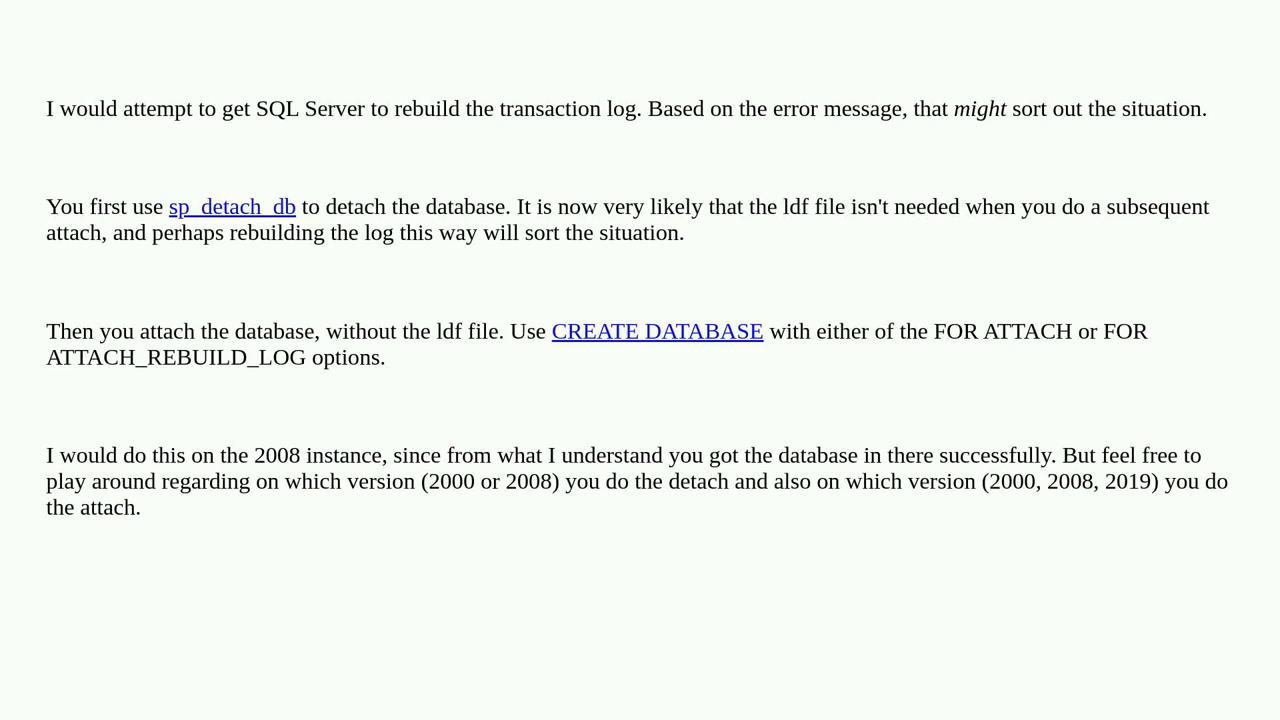 I would attempt to get SQL Server to rebuild the transaction log. Based on the error message, that might sort out the situation.
You first use sp_detach_db to detach the database. It is now very likely that the ldf file isn't needed when you do a subsequent
attach, and perhaps rebuilding the log this way will sort the situation.
Then you attach the database, without the ldf file. Use CREATE DATABASE with either of the FOR ATTACH or FOR
ATTACH_REBUILD_LOG options.
I would do this on the 2008 instance, since from what I understand you got the database in there successfully. But feel free to
play around regarding on which version (2000 or 2008) you do the detach and also on which version (2000, 2008, 2019) you do
the attach.